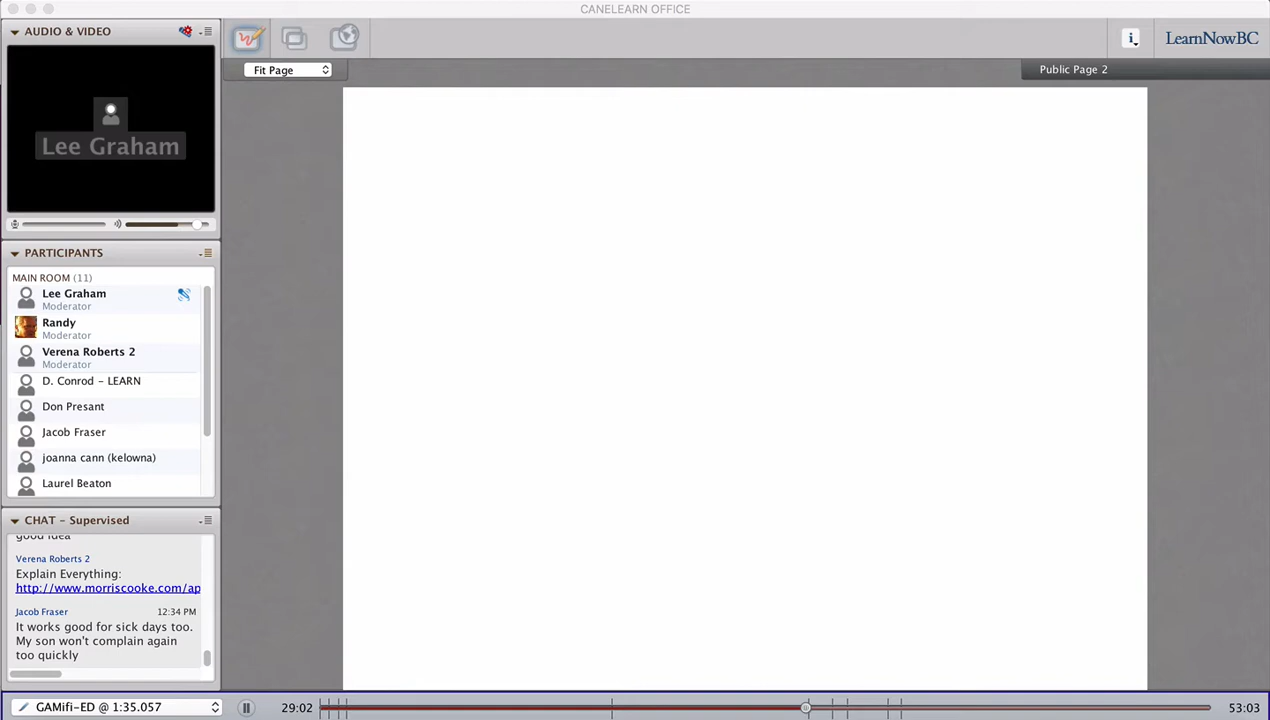 CANELEARN OFFICE
AUDIO & VIDEO
Lee Graham
Fit Page
i
LearnNowBC
Public Page 2
PARTICIPANTS
MAIN ROOM (11)
Lee Graham
Moderator
Randy
Moderator
Verena Roberts 2
Moderator
D. Conrod - LEARN
Don Presant
Jacob Fraser
joanna cann (kelowna)
Laurel Beaton
CHAT - Supervised
good idea
Verena Roberts 2
Explain Everything:
http://www.morriscooke.com/ap
Jacob Fraser 12:34 PM
It works good for sick days too.
My son won't complain again
too quickly
GAMifi-ED @ 1:35.057
29:02
53:03